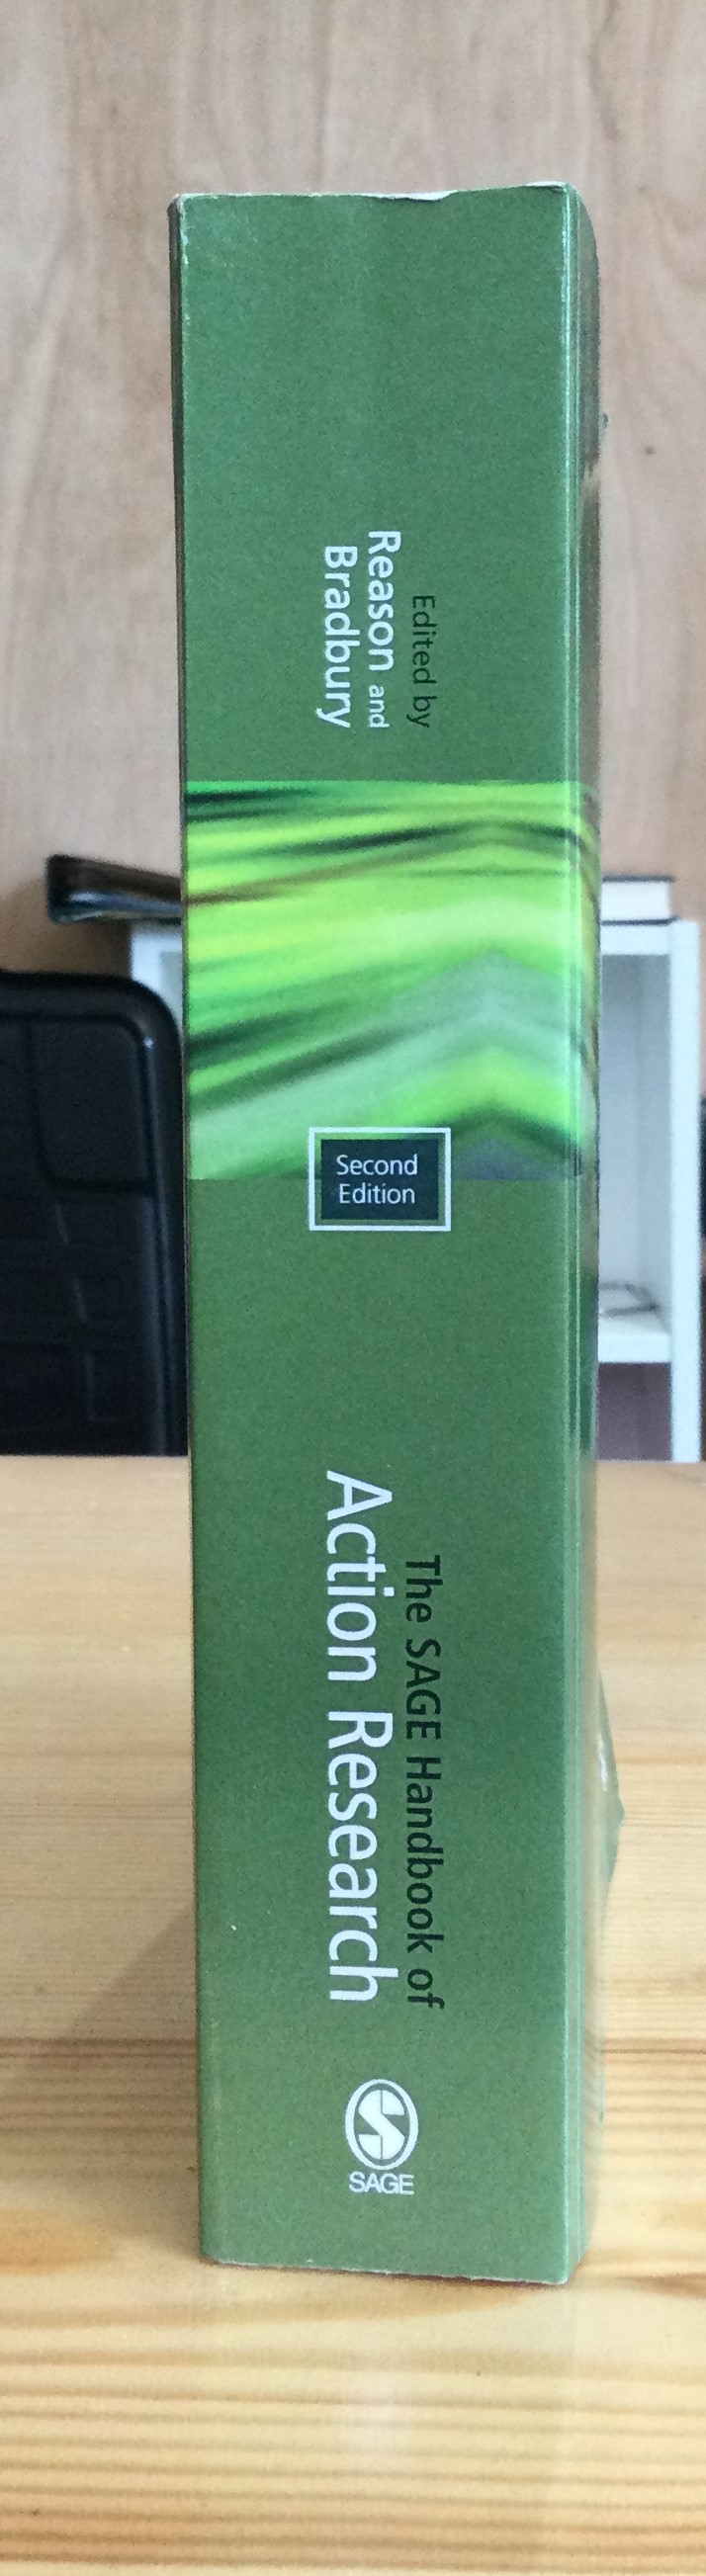 Edited by
Reason and
Bradbury
Second
Edition
The SAGE Handbook of
Action Research
SAGE